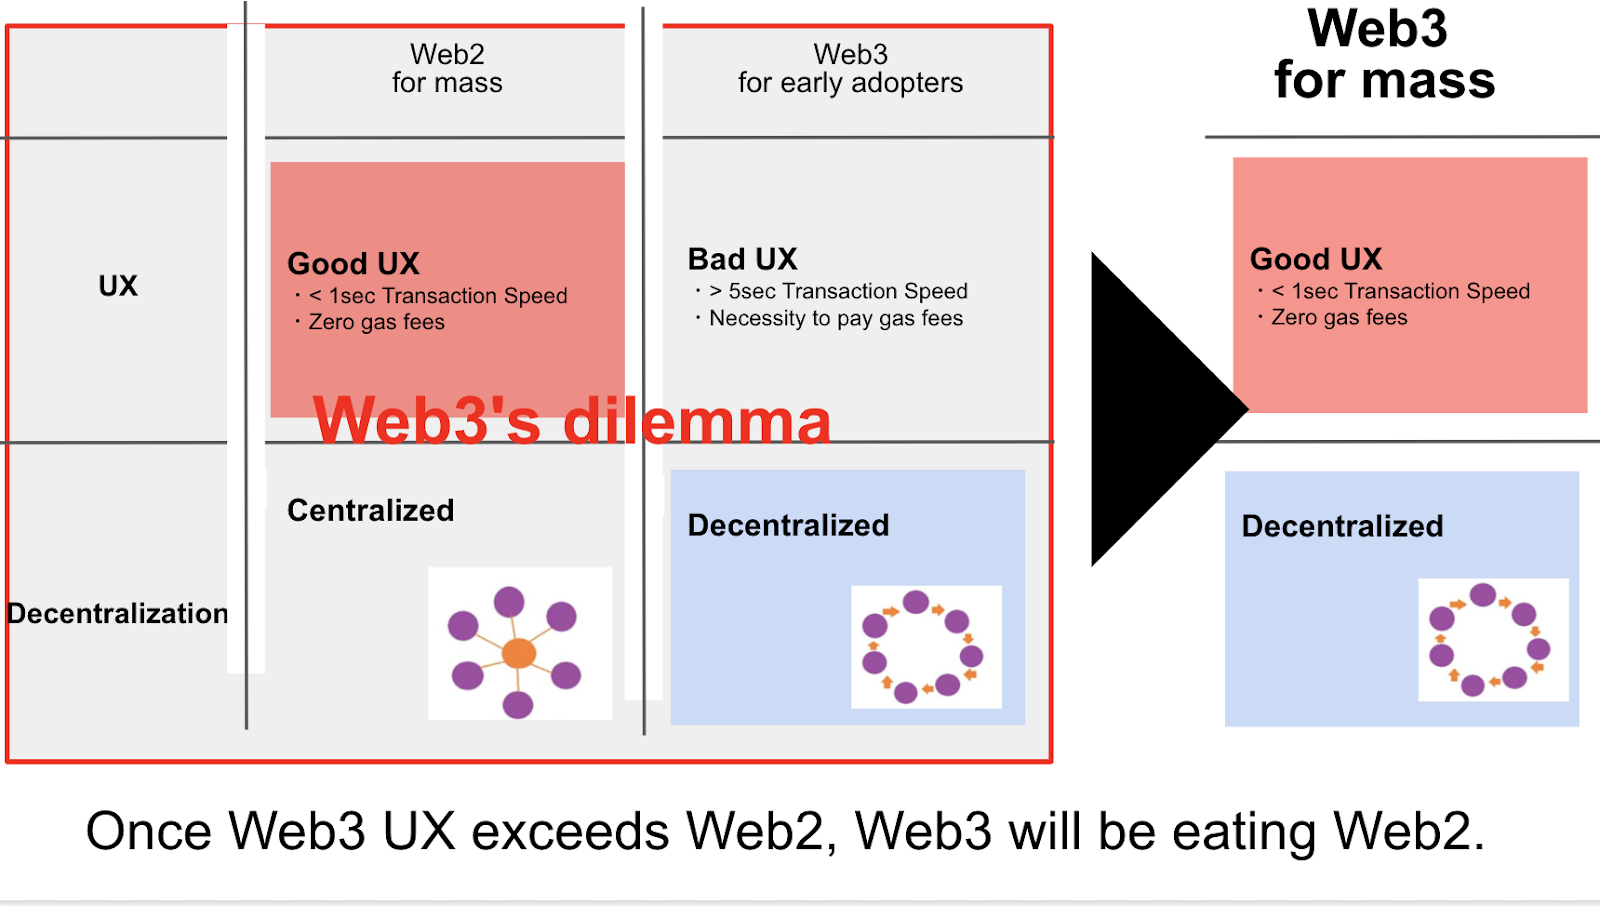 Web2
for mass
Web3
for early adopters
Web3
for mass
UX
Good UX
・< 1sec Transaction Speed
・Zero gas fees
Bad UX
・> 5sec Transaction Speed
・Necessity to pay gas fees
Good UX
・< 1sec Transaction Speed
・Zero gas fees
Web3's dilemma
Decentralization
Centralized
Decentralized
Decentralized
Once Web3 UX exceeds Web2, Web3 will be eating Web2.